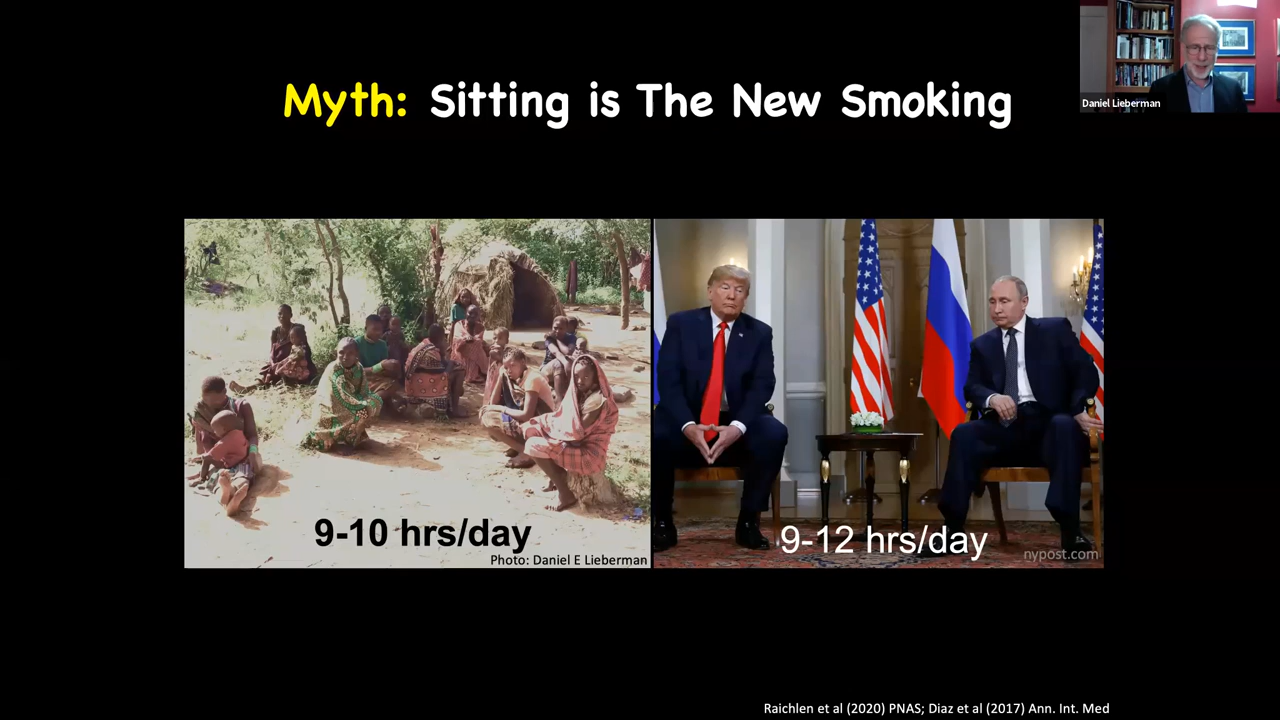 Myth: Sitting is The New Smoking
Daniel Lieberman
9-10 hrs/day
Photo: Daniel E Lieberman
9-12 hrs/day
nypost.com
Raichlen et al (2020) PNAS; Diaz et al (2017) Ann. Int. Med